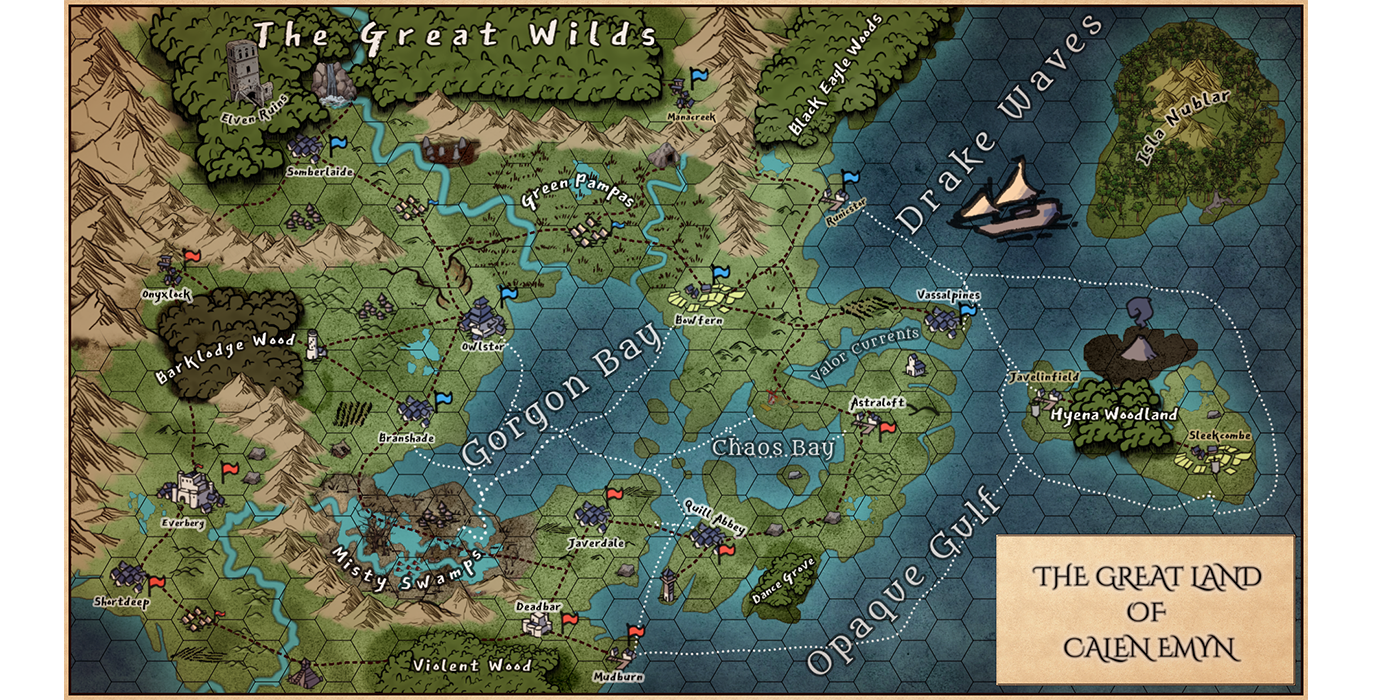 The Great Wilds
Black Eagle Woods
Drake Waves
Isla Nublar
Elven Ruins
Manacreek
Somberlaide
Green Pampas
Runicstar
Onyxlock
Bowfern
Vassalpines
Owlstar
Barklodge Wood
Valor Currents
Gorgon Bay
Javelinfield
Astraloft
Hyena Woodland
Branshade
Chaos Bay
Sleekcombe
Everberg
Quill Abbey
Javerdale
Misty Swamps
Opaque Gulf
Dance Grove
Shortdeep
Deadbar
Violent Wood
Mudburn
THE GREAT LAND
OF
CALEN EMYN